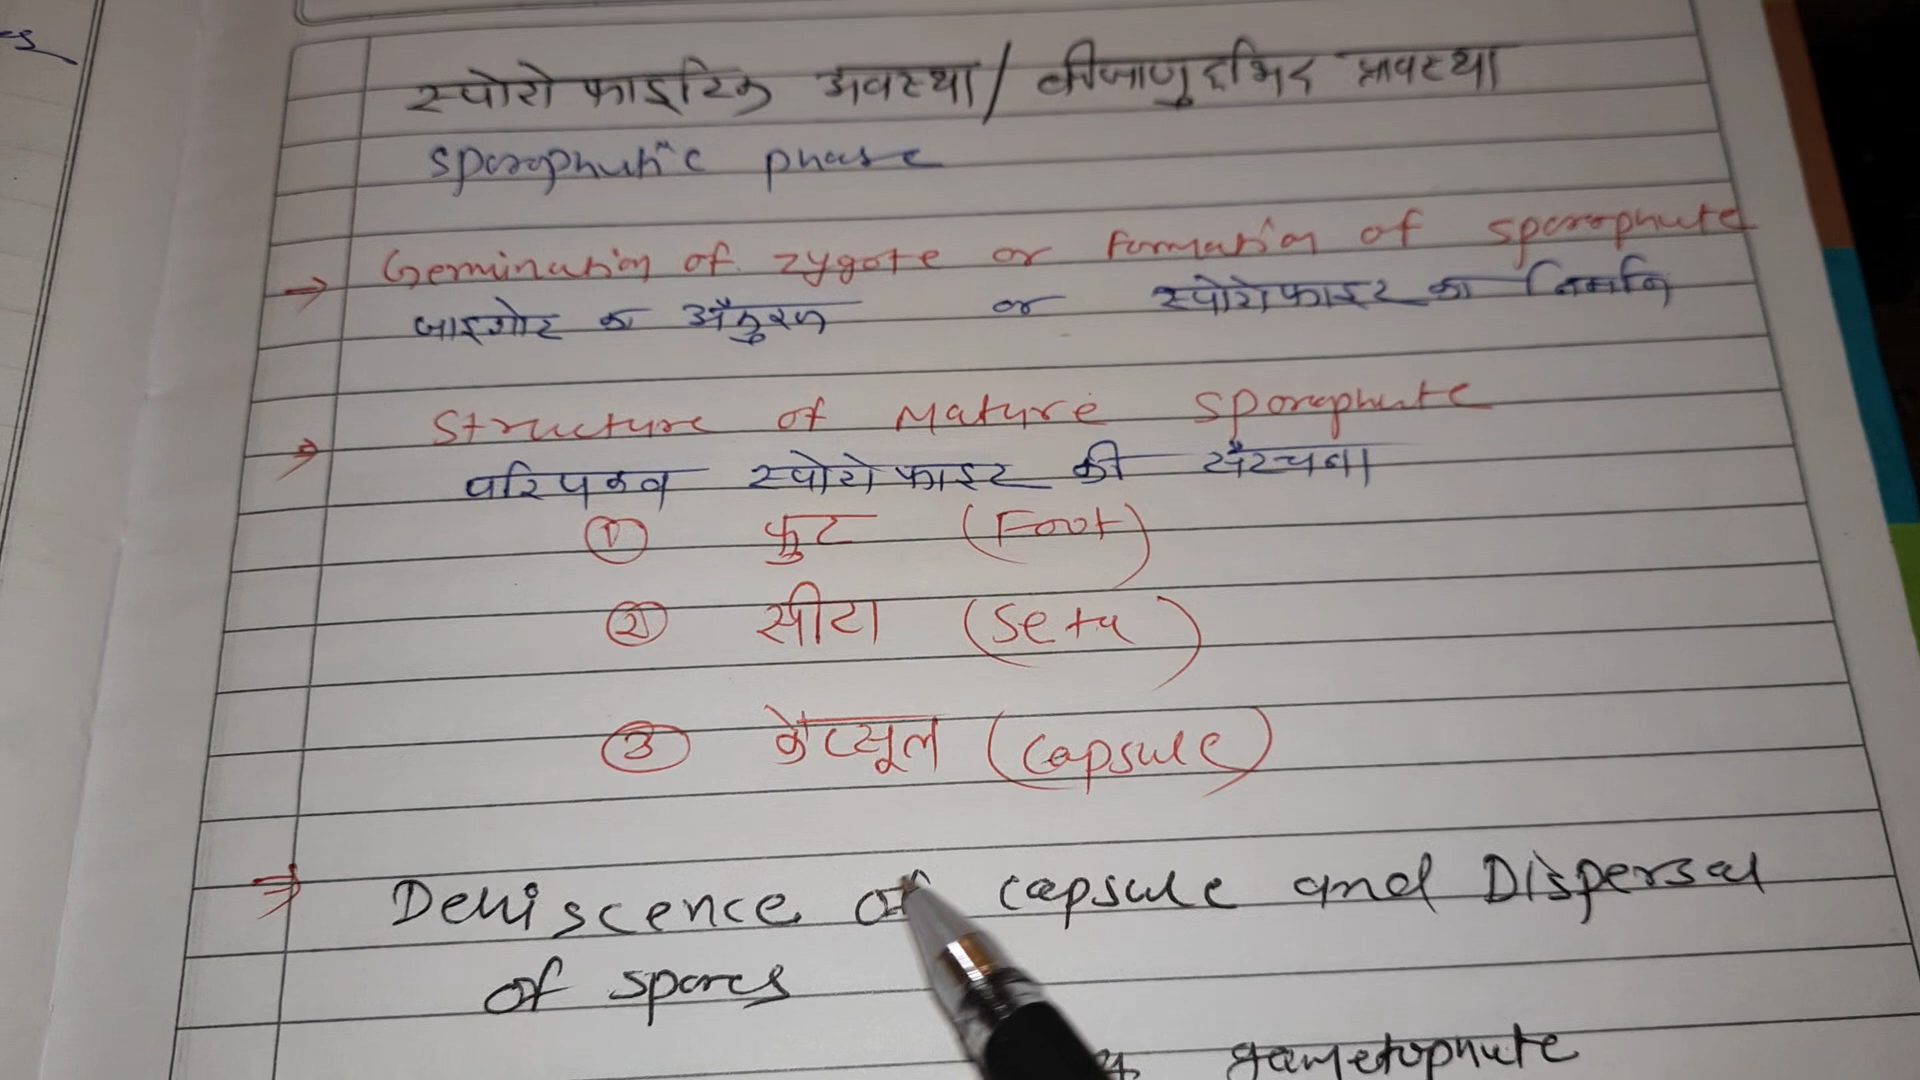 स्पोरोफाइटिक अवस्था/ बीजाणुदभिद अवस्था
sporophytic phase
→ Germination of zygote or formation of sporophyte
जाइगोट का अँकुरण or स्पोरोफाइट का निर्माण
→ Structure of Mature sporophyte
परिपक्व स्पोरोफाइट की सँरचना
① फुट (Foot)
② सीटा (Seta)
③ कैप्सूल (Capsule)
⇒ Dehiscence of capsule and Dispersal
of spores
gametophyte